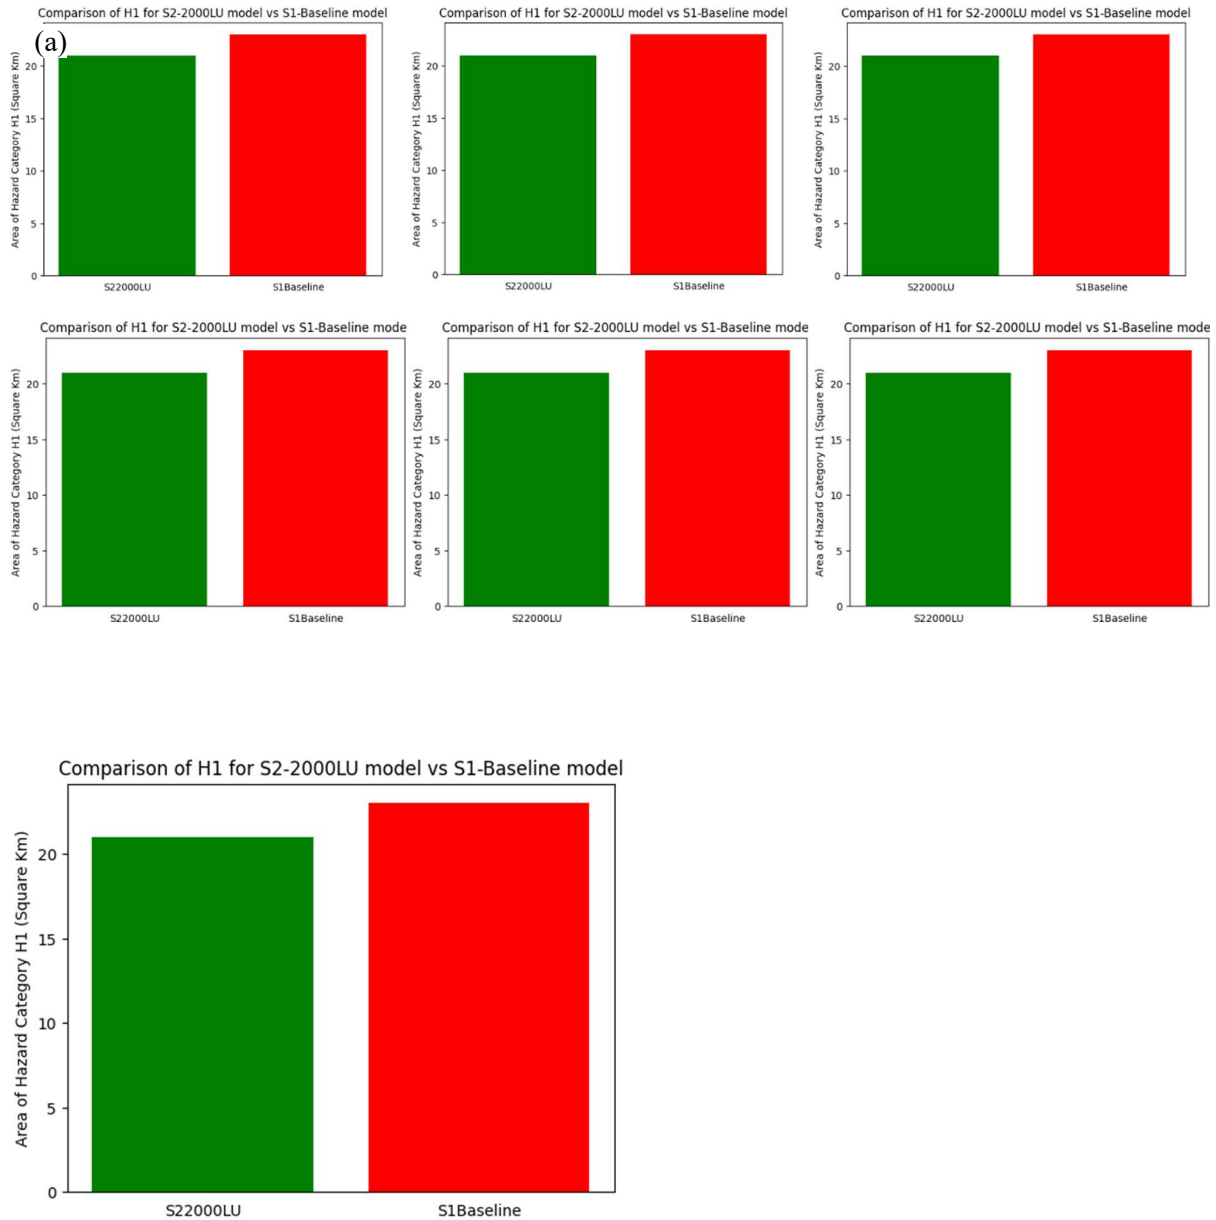 Comparison of H1 for S2-2000LU model vs S1-Baseline model
(a)
Area of Hazard Category H1 (Square Km)
20
15
10
5
0
S22000LU
S1Baseline
Comparison of H1 for S2-2000LU model vs S1-Baseline model
Area of Hazard Category H1 (Square Km)
20
15
10
5
0
S22000LU
S1Baseline
Comparison of H1 for S2-2000LU model vs S1-Baseline model
Area of Hazard Category H1 (Square Km)
20
15
10
5
0
S22000LU
S1Baseline
Comparison of H1 for S2-2000LU model vs S1-Baseline mode
Area of Hazard Category H1 (Square Km)
20
15
10
5
0
S22000LU
S1Baseline
Comparison of H1 for S2-2000LU model vs S1-Baseline mode
Area of Hazard Category H1 (Square Km)
20
15
10
5
0
S22000LU
S1Baseline
Comparison of H1 for S2-2000LU model vs S1-Baseline mode
Area of Hazard Category H1 (Square Km)
20
15
10
5
0
S22000LU
S1Baseline
Comparison of H1 for S2-2000LU model vs S1-Baseline model
Area of Hazard Category H1 (Square Km)
20
15
10
5
0
S22000LU
S1Baseline